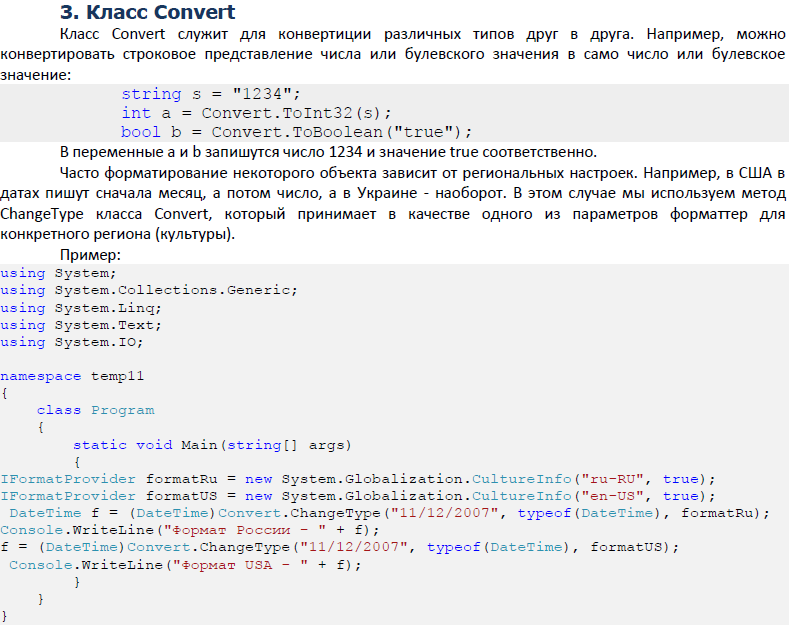 3. Класс Convert
Класс Convert служит для конвертиции различных типов друг в друга. Например, можно
конвертировать строковое представление числа или булевского значения в само число или булевское
значение:
string s = "1234";
int a = Convert.ToInt32(s);
bool b = Convert.ToBoolean("true");
В переменные a и b запишутся число 1234 и значение true соответственно.
Часто форматирование некоторого объекта зависит от региональных настроек. Например, в США в
датах пишут сначала месяц, а потом число, а в Украине - наоборот. В этом случае мы используем метод
ChangeType класса Convert, который принимает в качестве одного из параметров форматтер для
конкретного региона (культуры).
Пример:
using System;
using System.Collections.Generic;
using System.Linq;
using System.Text;
using System.IO;
namespace temp11
{
class Program
{
static void Main(string[] args)
{
IFormatProvider formatRu = new System.Globalization.CultureInfo("ru-RU", true);
IFormatProvider formatUS = new System.Globalization.CultureInfo("en-US", true);
DateTime f = (DateTime)Convert.ChangeType("11/12/2007", typeof(DateTime), formatRu);
Console.WriteLine("Формат России - " + f);
f = (DateTime)Convert.ChangeType("11/12/2007", typeof(DateTime), formatUS);
Console.WriteLine("Формат USA - " + f);
}
}
}